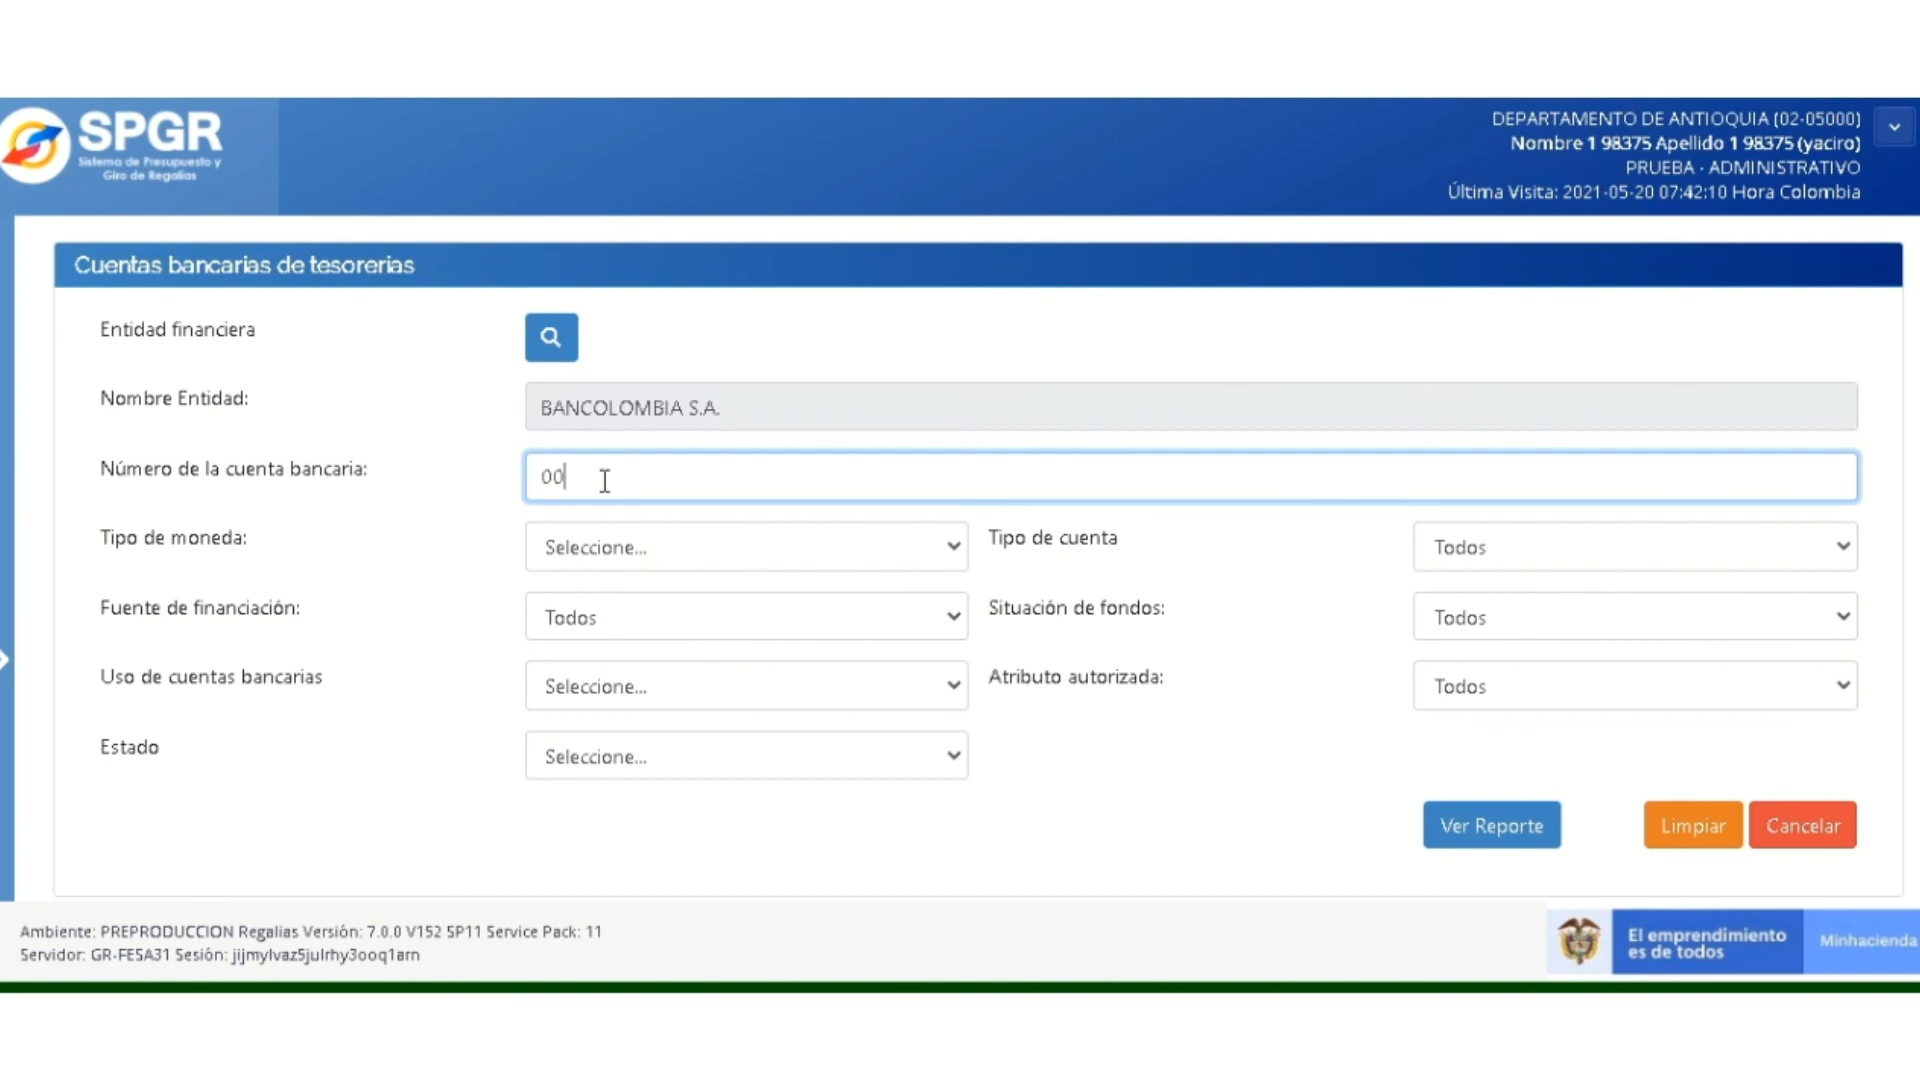 SPGR
Sistema de Presupuesto y
Giro de Regalías
DEPARTAMENTO DE ANTIOQUIA (02-05000)
Nombre 1 98375 Apellido 1 98375 (yaciro)
PRUEBA - ADMINISTRATIVO
Última Visita: 2021-05-20 07:42:10 Hora Colombia
Cuentas bancarias de tesorerias
Entidad financiera
Nombre Entidad:
BANCOLOMBIA S.A.
Número de la cuenta bancaria:
00
Tipo de moneda:
Seleccione...
Tipo de cuenta
Todos
Fuente de financiación:
Todos
Situación de fondos:
Todos
Uso de cuentas bancarias
Seleccione...
Atributo autorizada:
Todos
Estado
Seleccione...
Ver Reporte
Limpiar
Cancelar
Ambiente: PREPRODUCCION Regalias Versión: 7.0.0 V152 SP11 Service Pack: 11
Servidor: GR-FESA31 Sesión: jijmylvaz5julrhy3ooq1arn
El emprendimiento
es de todos
Minhacienda